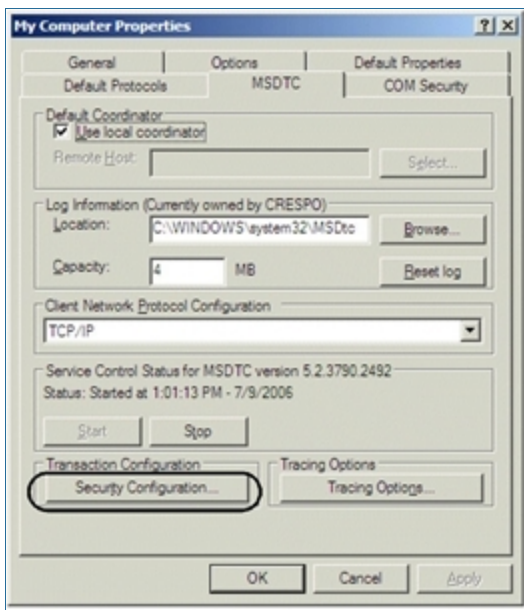 My Computer Properties
General Options Default Properties
Default Protocols MSDTC COM Security
Default Coordinator
Use local coordinator
Remote Host: Select...
Log Information (Currently owned by CRESPO)
Location: C:\WINDOWS\system32\MSDtc Browse...
Capacity: 4 MB Reset log
Client Network Protocol Configuration
TCP/IP
Service Control Status for MSDTC version 5.2.3790.2492
Status: Started at 1:01:13 PM - 7/9/2006
Start Stop
Transaction Configuration Tracing Options
Security Configuration... Tracing Options...
OK Cancel Apply